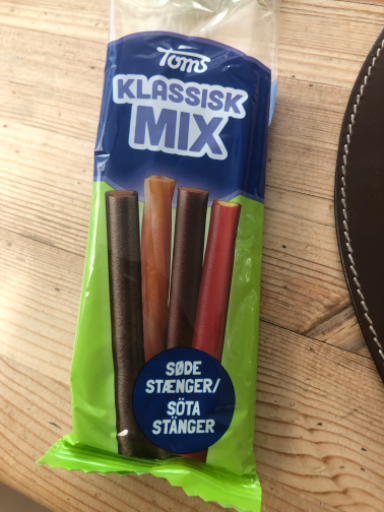 Toms
KLASSISK
MIX
SØDE
STÆNGER/
SÖTA
STÄNGER